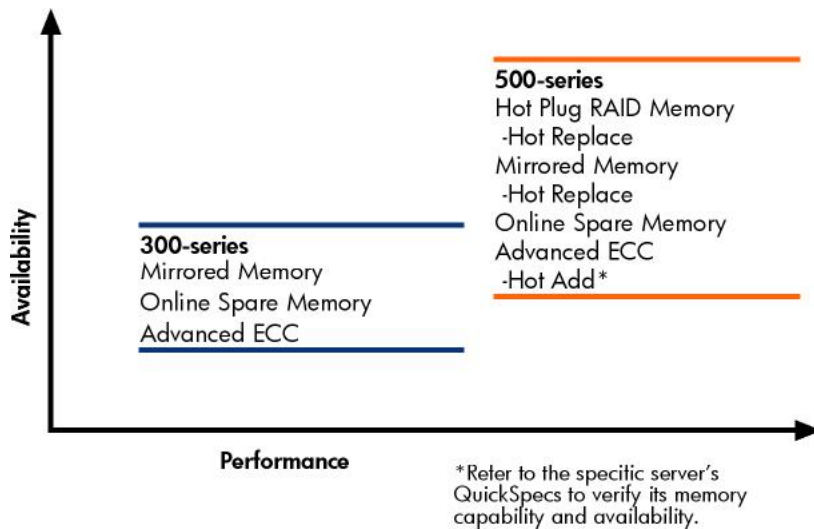 Availability
500-series
Hot Plug RAID Memory
-Hot Replace
Mirrored Memory
-Hot Replace
Online Spare Memory
Advanced ECC
-Hot Add*
300-series
Mirrored Memory
Online Spare Memory
Advanced ECC
Performance
*Refer to the specific server's
QuickSpecs to verify its memory
capability and availability.